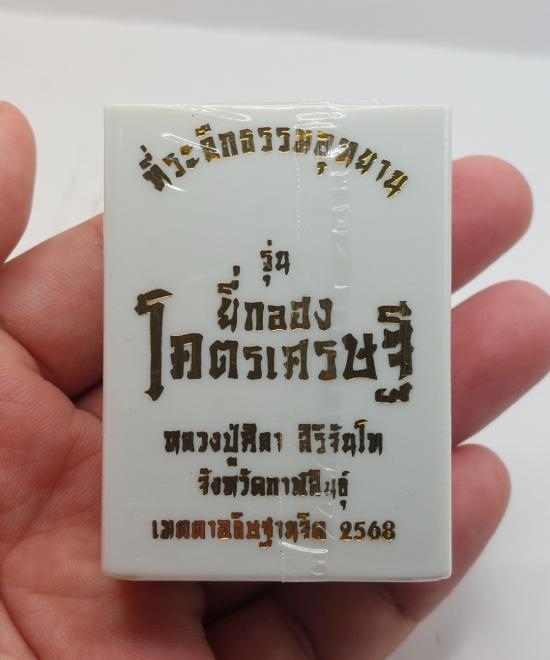 ที่ระฤกธรรมอุทยาน
รุ่น
มี่กอฮง
โคตรเศรษฐี
หลวงปู่ศิลา สิริจันโท
จังหวัดกาฬสินธุ์
เมตตาอธิษฐานจิต 2568